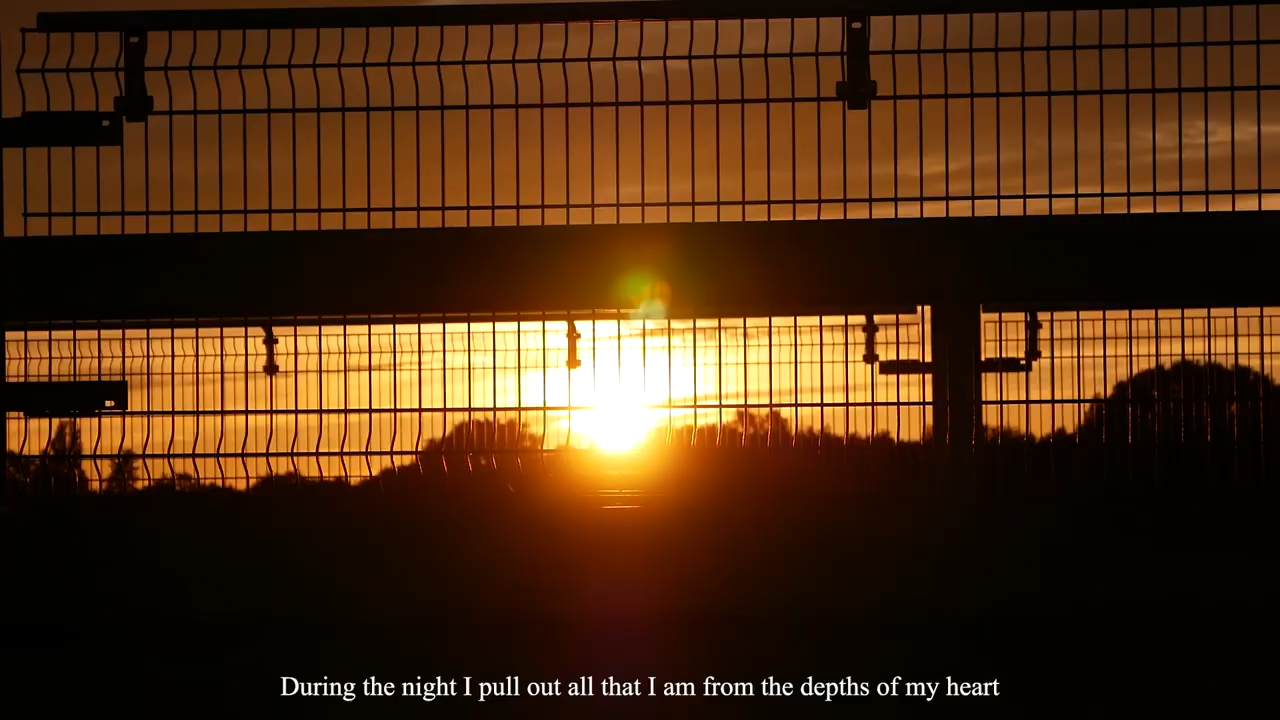 During the night I pull out all that I am from the depths of my heart